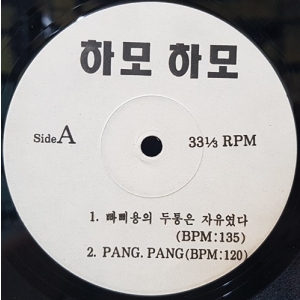 하모 하모
Side A
33⅓ RPM
1. 빠삐용의 두통은 자유였다
(BPM:135)
2. PANG. PANG(BPM:120)